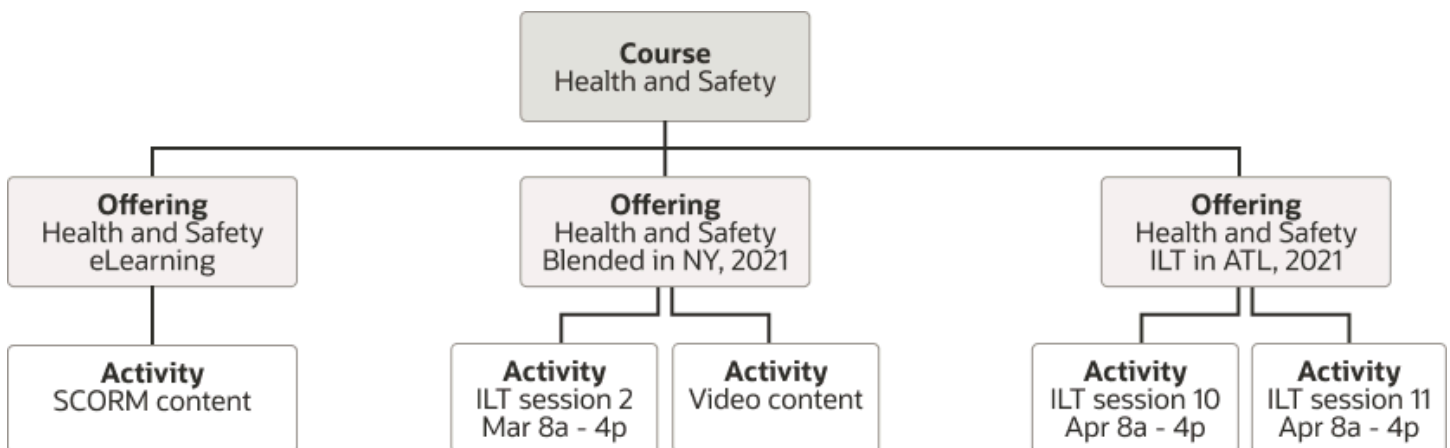 Course
Health and Safety
Offering
Health and Safety
eLearning
Offering
Health and Safety
Blended in NY, 2021
Offering
Health and Safety
ILT in ATL, 2021
Activity
SCORM content
Activity
ILT session 2
Mar 8a - 4p
Activity
Video content
Activity
ILT session 10
Apr 8a - 4p
Activity
ILT session 11
Apr 8a - 4p